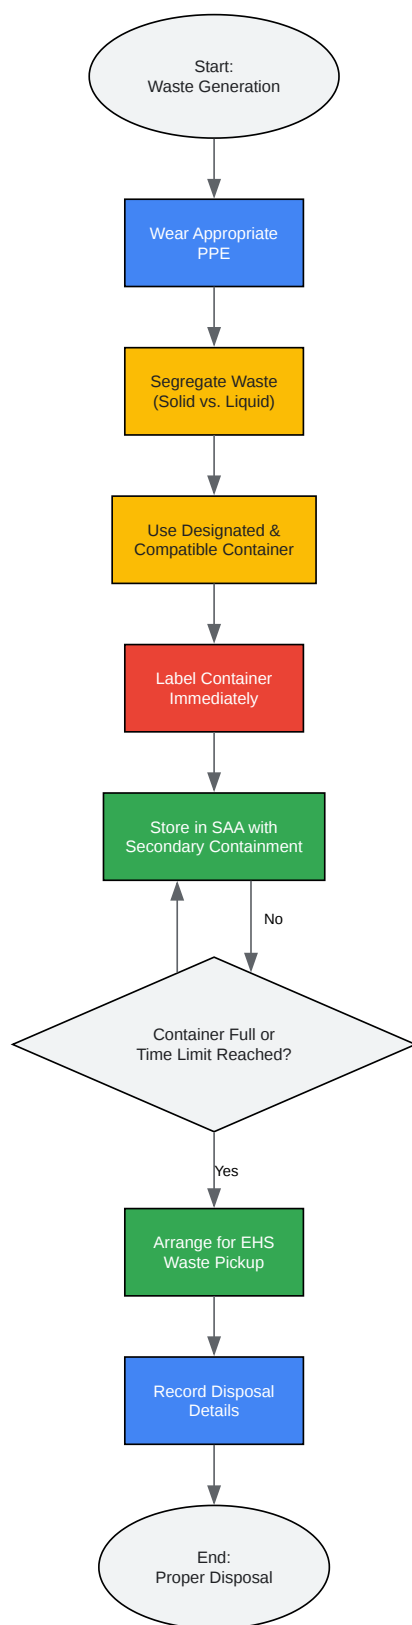 Start:
Waste Generation
Wear Appropriate
PPE
Segregate Waste
(Solid vs. Liquid)
Use Designated &
Compatible Container
Label Container
Immediately
Store in SAA with
Secondary Containment
No
Container Full or
Time Limit Reached?
Yes
Arrange for EHS
Waste Pickup
Record Disposal
Details
End:
Proper Disposal